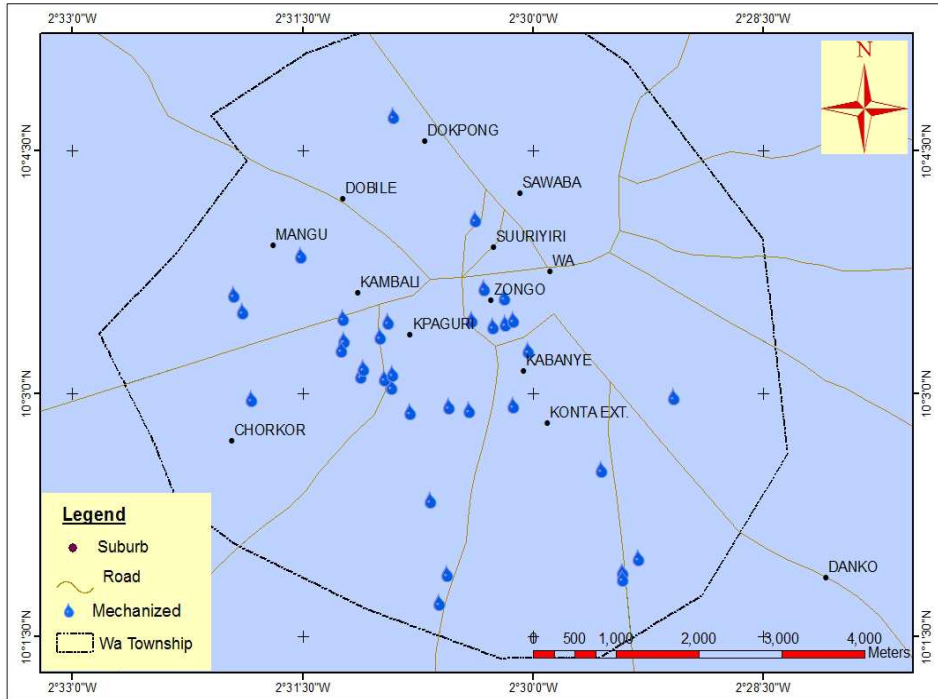 2°33'0"W 2°31'30"W 2°30'0"W 2°28'30"W
N
10°4'30"N 10°4'30"N
DOKPONG
SAWABA
DOBILE
SUURIYIRI
MANGU
WA
KAMBALI
ZONGO
KPAGURI
KABANYE
10°3'0"N 10°3'0"N
KONTA EXT.
CHORKOR
Legend
Suburb
Road
Mechanized
Wa Township
DANKO
10°1'30"N 10°1'30"N
0 500 1,000 2,000 3,000 4,000
Meters
2°33'0"W 2°31'30"W 2°30'0"W 2°28'30"W